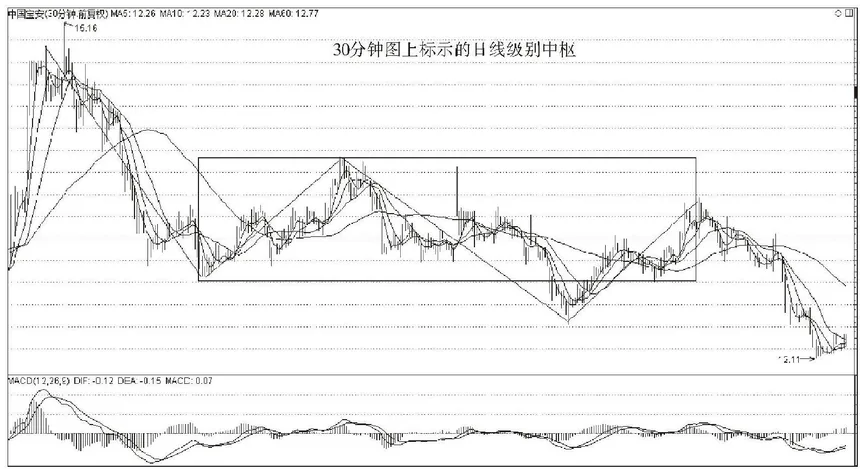 中国宝安(30分钟.前复权) MA5: 12.26 MA10: 12.23 MA20: 12.28 MA60: 12.77
15.16
30分钟图上标示的日线级别中枢
12.11
MACD(12,26,9) DIF: -0.12 DEA: -0.15 MACD: 0.07